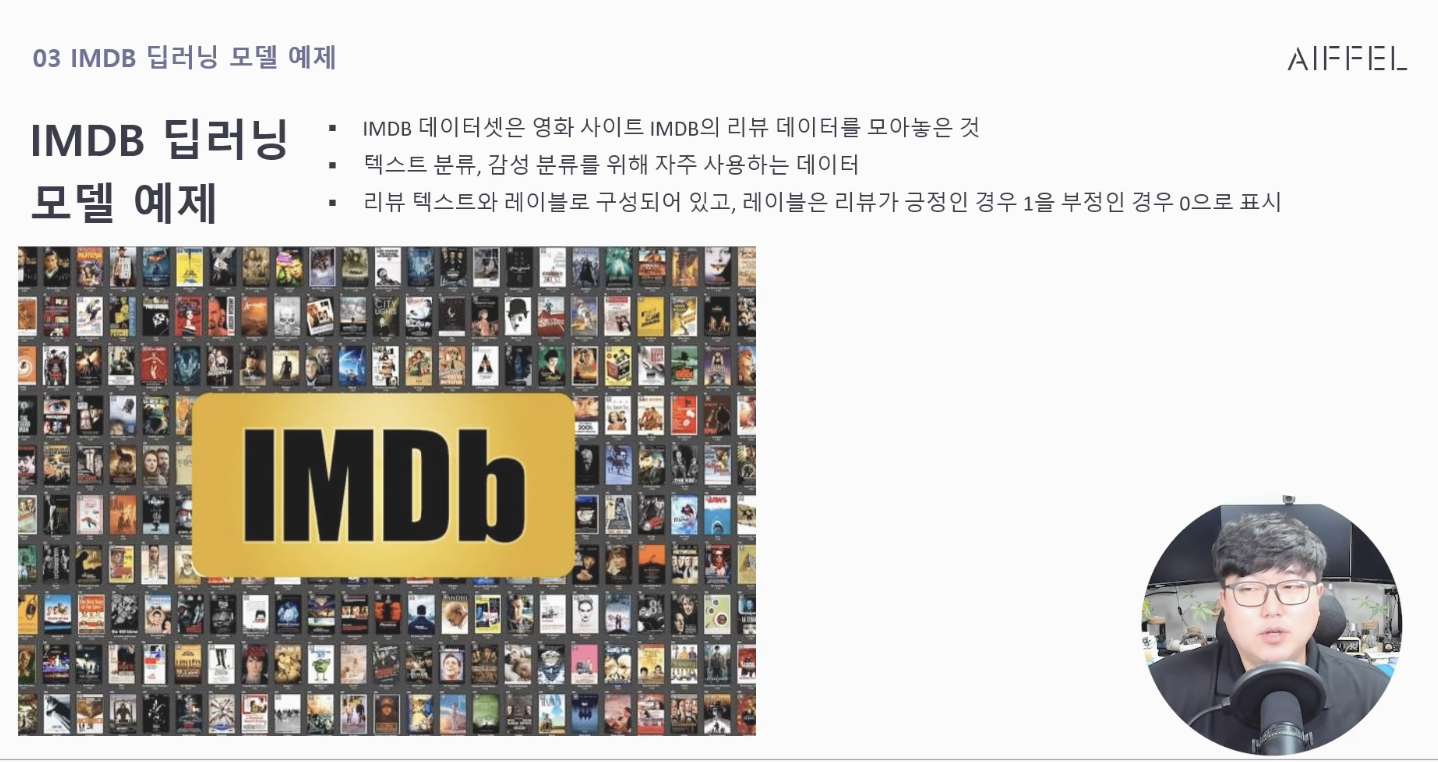 03 IMDB 딥러닝 모델 예제
AIFFEL
IMDB 딥러닝
모델 예제
▪ IMDB 데이터셋은 영화 사이트 IMDB의 리뷰 데이터를 모아놓은 것
▪ 텍스트 분류, 감성 분류를 위해 자주 사용하는 데이터
▪ 리뷰 텍스트와 레이블로 구성되어 있고, 레이블은 리뷰가 긍정인 경우 1을 부정인 경우 0으로 표시
IMDb